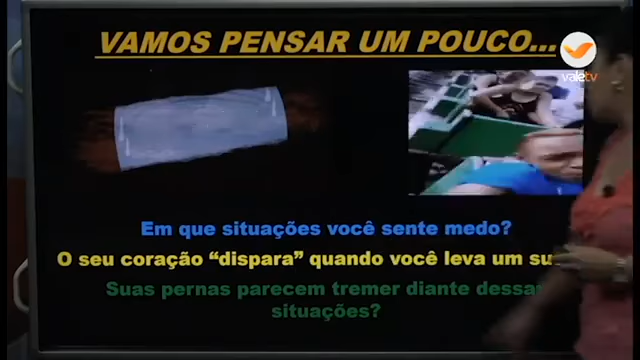 VAMOS PENSAR UM POUCO...
valetv
Em que situações você sente medo?
O seu coração “dispara” quando você leva um
Suas pernas parecem tremer diante
situações?